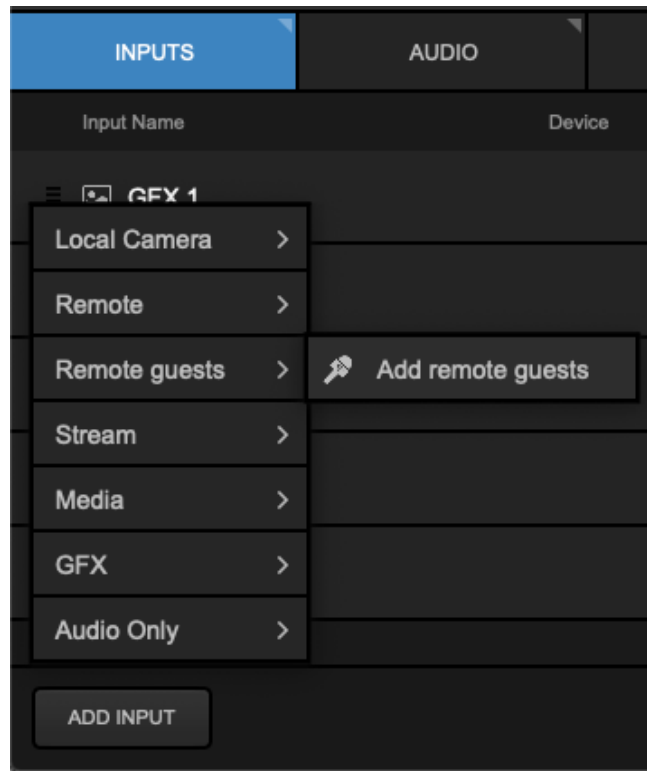 INPUTS
AUDIO
Input Name
Device
GFX 1
Local Camera
Remote
Remote guests
Add remote guests
Stream
Media
GFX
Audio Only
ADD INPUT